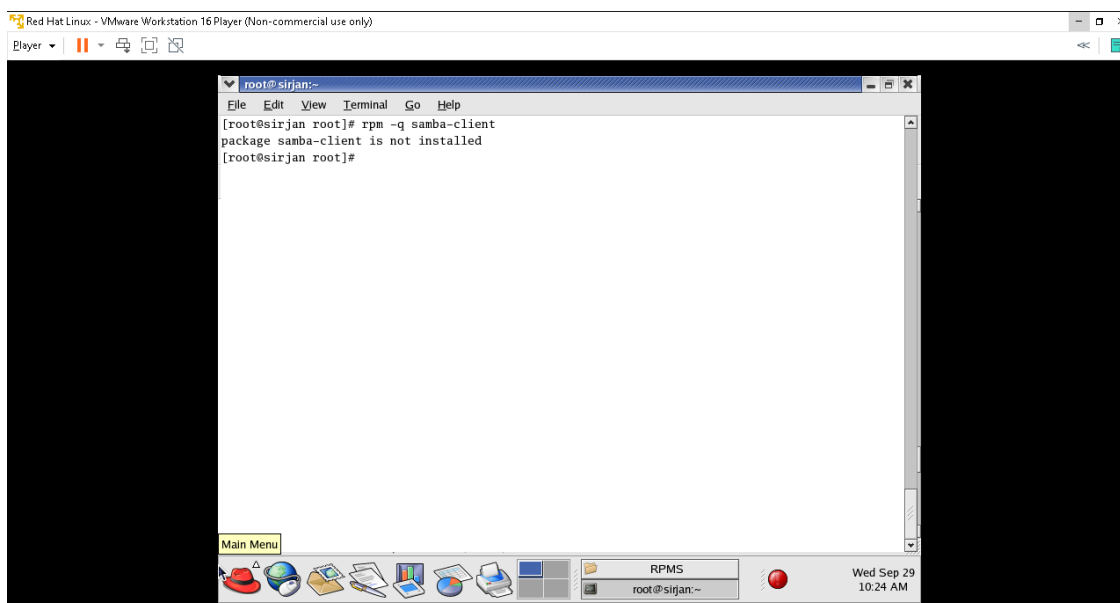 Red Hat Linux - VMware Workstation 16 Player (Non-commercial use only)
Player
root@sirjan:~
File Edit View Terminal Go Help
[root@sirjan root]# rpm -q samba-client
package samba-client is not installed
[root@sirjan root]#
Main Menu
RPMS
root@sirjan:~
Wed Sep 29
10:24 AM